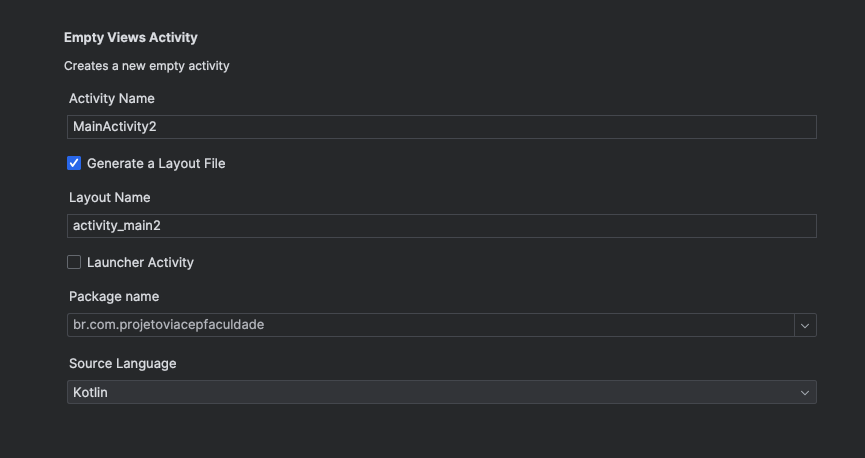 Empty Views Activity
Creates a new empty activity
Activity Name
MainActivity2
Generate a Layout File
Layout Name
activity_main2
Launcher Activity
Package name
br.com.projetoviacepfaculdade
Source Language
Kotlin